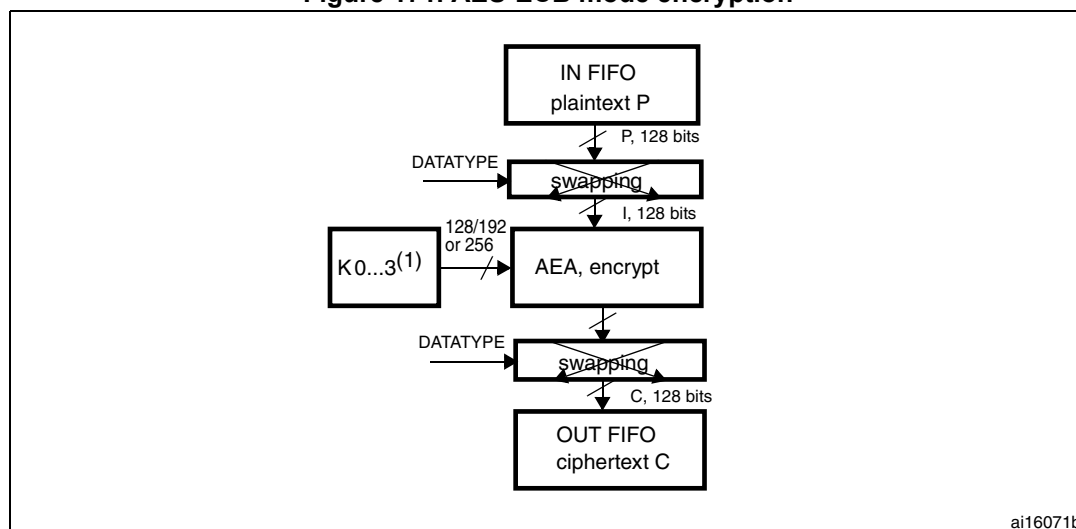 IN FIFO
plaintext P
P, 128 bits
DATATYPE
swapping
I, 128 bits
128/192
or 256
K 0...3(1)
AEA, encrypt
DATATYPE
swapping
C, 128 bits
OUT FIFO
ciphertext C
ai16071b